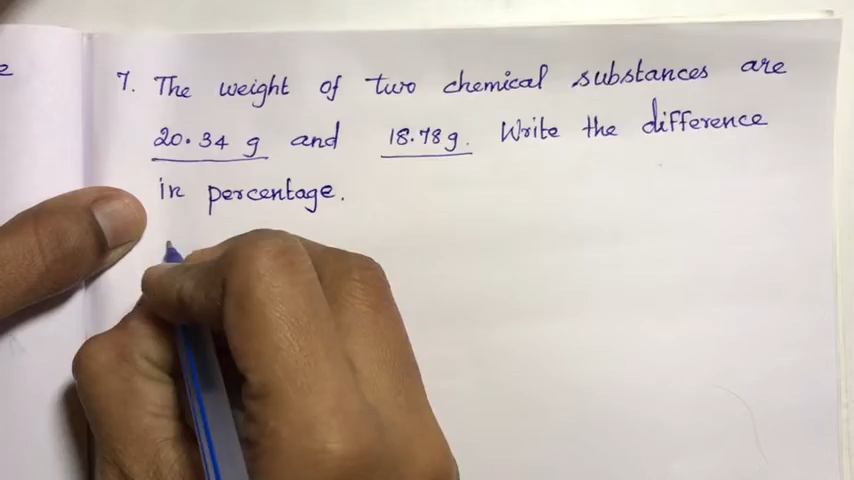 7. The weight of two chemical substances are
20.34 g and 18.78 g. Write the difference
in percentage.